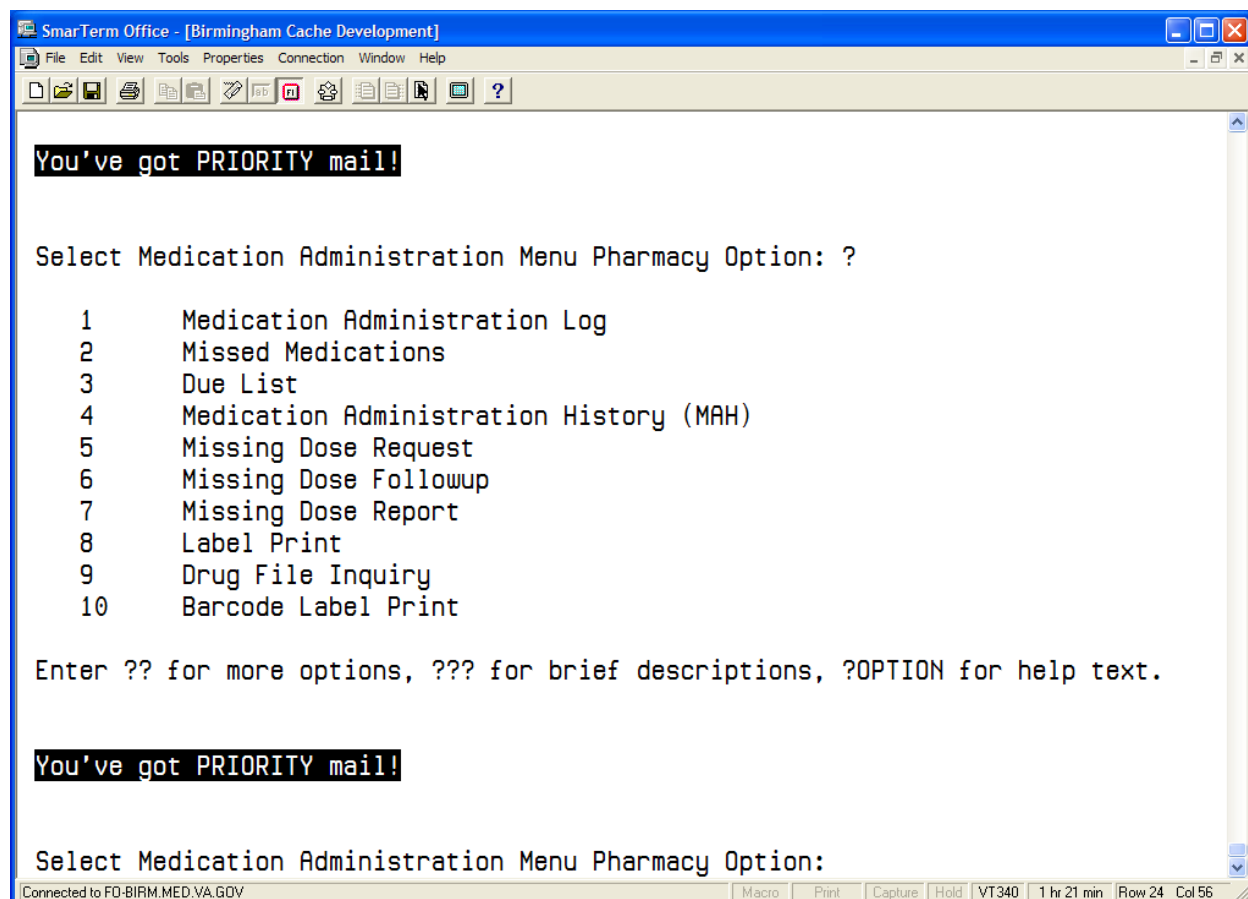 SmarTerm Office - [Birmingham Cache Development]
File Edit View Tools Properties Connection Window Help
You've got PRIORITY mail!
Select Medication Administration Menu Pharmacy Option: ?
1 Medication Administration Log
2 Missed Medications
3 Due List
4 Medication Administration History (MAH)
5 Missing Dose Request
6 Missing Dose Followup
7 Missing Dose Report
8 Label Print
9 Drug File Inquiry
10 Barcode Label Print
Enter ?? for more options, ??? for brief descriptions, ?OPTION for help text.
You've got PRIORITY mail!
Select Medication Administration Menu Pharmacy Option:
Connected to FO-BIRM.MED.VA.GOV Macro Print Capture Hold VT340 1 hr 21 min Row 24 Col 56